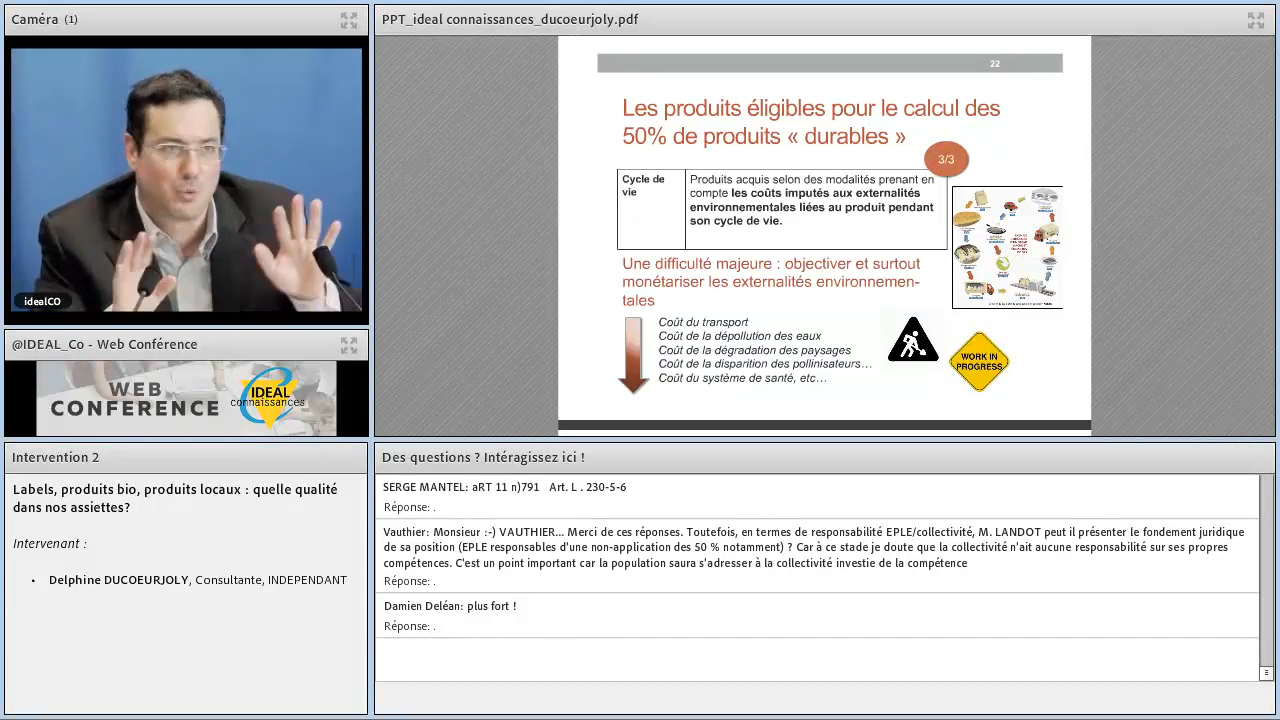 Caméra (1)
idealCO
@IDEAL_Co - Web Conférence
WEB
CONFERENCE
IDEAL
connaissances
Intervention 2
Labels, produits bio, produits locaux : quelle qualité
dans nos assiettes?
Intervenant :
• Delphine DUCOEURJOLY, Consultante, INDEPENDANT
PPT_ideal connaissances_ducoeurjoly.pdf
22
Les produits éligibles pour le calcul des
50% de produits « durables »
3/3
Cycle de
vie
Produits acquis selon des modalités prenant en
compte les coûts imputés aux externalités
environnementales liées au produit pendant
son cycle de vie.
Une difficulté majeure : objectiver et surtout
monétariser les externalités environnemen-
tales
Coût du transport
Coût de la dépollution des eaux
Coût de la dégradation des paysages
Coût de la disparition des pollinisateurs…
Coût du système de santé, etc…
WORK IN
PROGRESS
Des questions ? Intéragissez ici !
SERGE MANTEL: aRT 11 n)791 Art. L . 230-5-6
Réponse: .
Vauthier: Monsieur :-) VAUTHIER... Merci de ces réponses. Toutefois, en termes de responsabilité EPLE/collectivité, M. LANDOT peut il présenter le fondement juridique
de sa position (EPLE responsables d'une non-application des 50 % notamment) ? Car à ce stade je doute que la collectivité n'ait aucune responsabilité sur ses propres
compétences. C'est un point important car la population saura s'adresser à la collectivité investie de la compétence
Réponse: .
Damien Deléan: plus fort !
Réponse: .